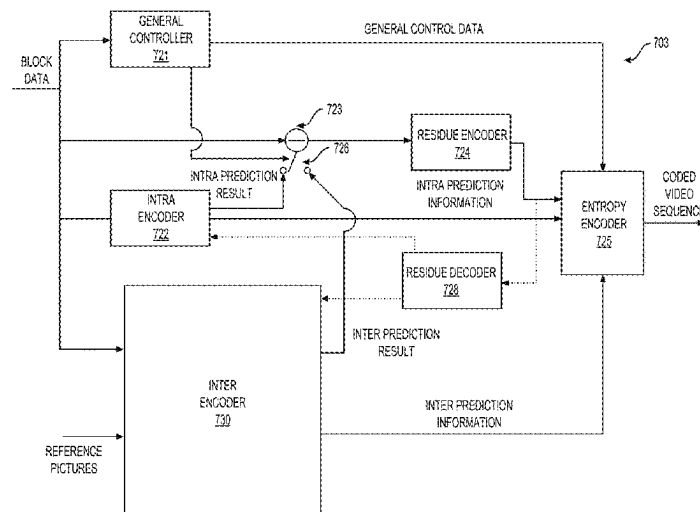 GENERAL
CONTROLLER
721
GENERAL CONTROL DATA
703
BLOCK
DATA
723
726
RESIDUE ENCODER
724
INTRA PREDICTION
RESULT
INTRA PREDICTION
INFORMATION
INTRA
ENCODER
722
ENTROPY
ENCODER
725
CODED
VIDEO
SEQUENCE
RESIDUE DECODER
728
INTER PREDICTION
RESULT
INTER
ENCODER
730
INTER PREDICTION
INFORMATION
REFERENCE
PICTURES